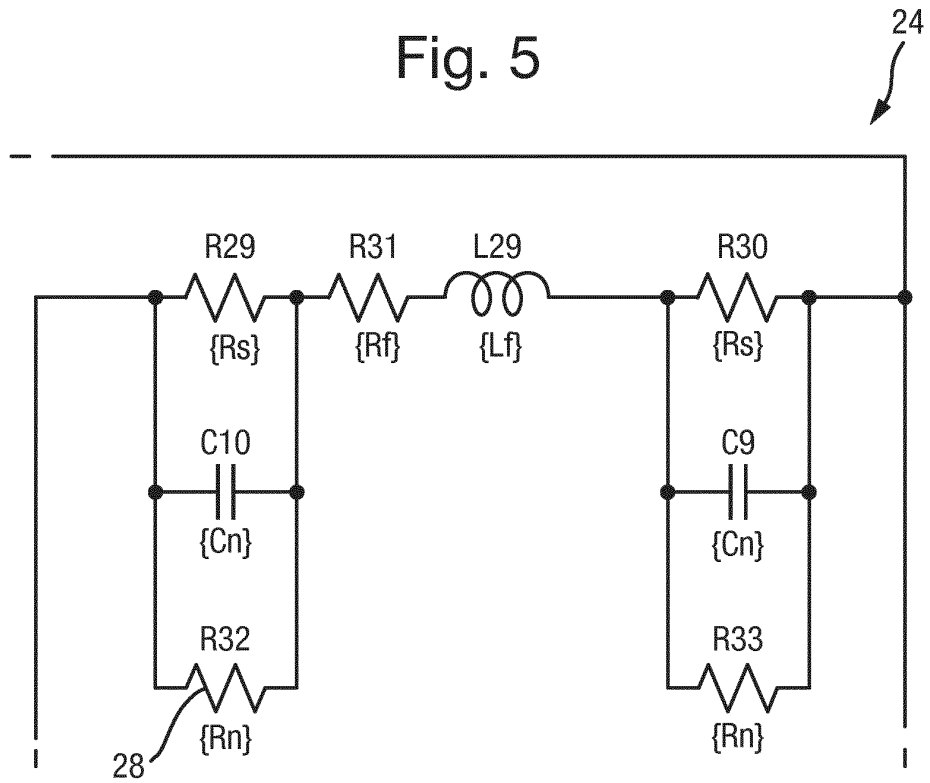 24
Fig. 5
R29 R31 L29 R30
{Rs} {Rf} {Lf} {Rs}
C10 C9
{Cn} {Cn}
R32 R33
{Rn} {Rn}
28